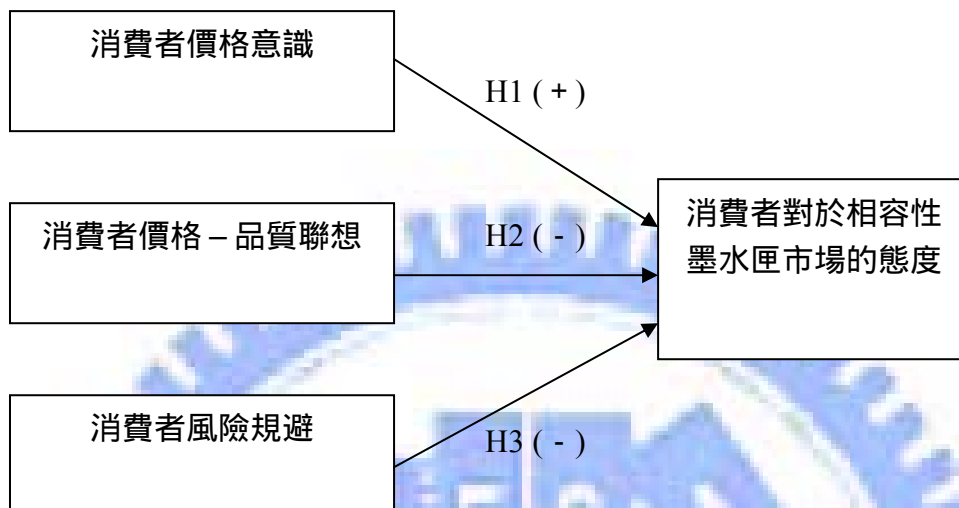 消費者價格意識
H1 ( + )
消費者價格 – 品質聯想
H2 ( - )
消費者對於相容性
墨水匣市場的態度
消費者風險規避
H3 ( - )